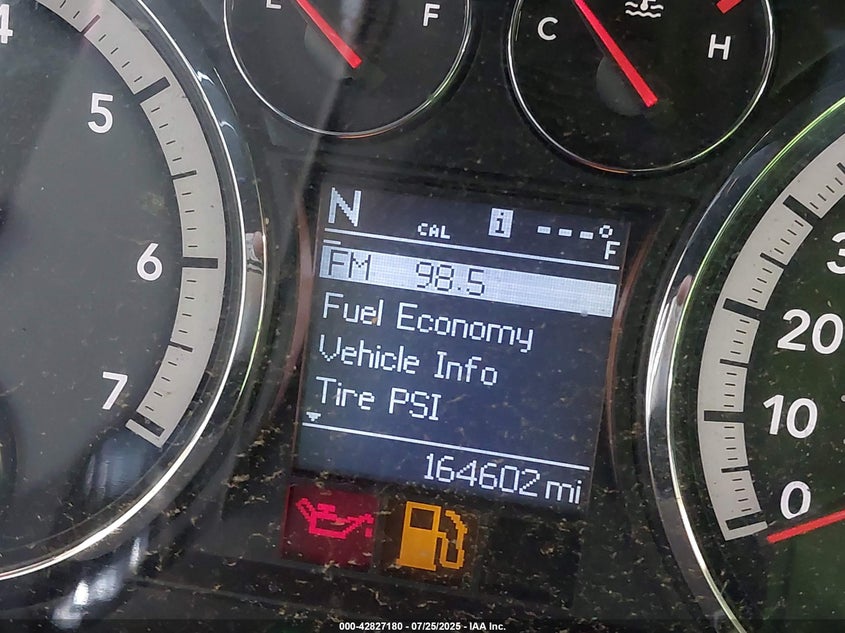 4
E
F
C
H
5
6
7
N CAL i ---°F
FM 98.5
Fuel Economy
Vehicle Info
Tire PSI
164602 mi
3
20
10
0
000-42827180 - 07/25/2025 - IAA Inc.